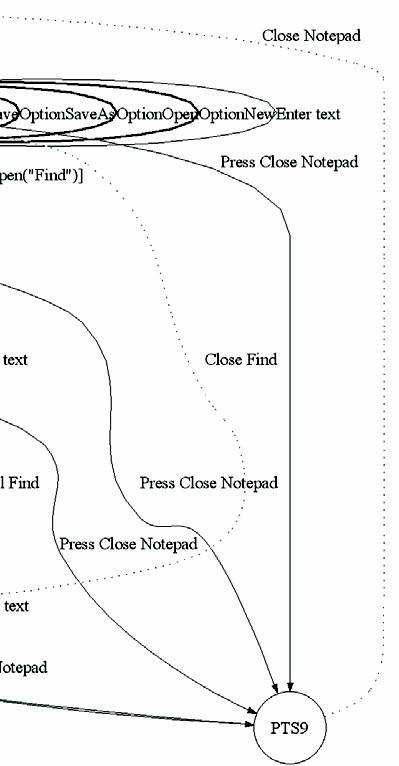 Close Notepad
OptionSaveAsOptionOpenOptionNewEnter text
Press Close Notepad
pen("Find")]
text
Close Find
l Find
Press Close Notepad
Press Close Notepad
text
Notepad
PTS9